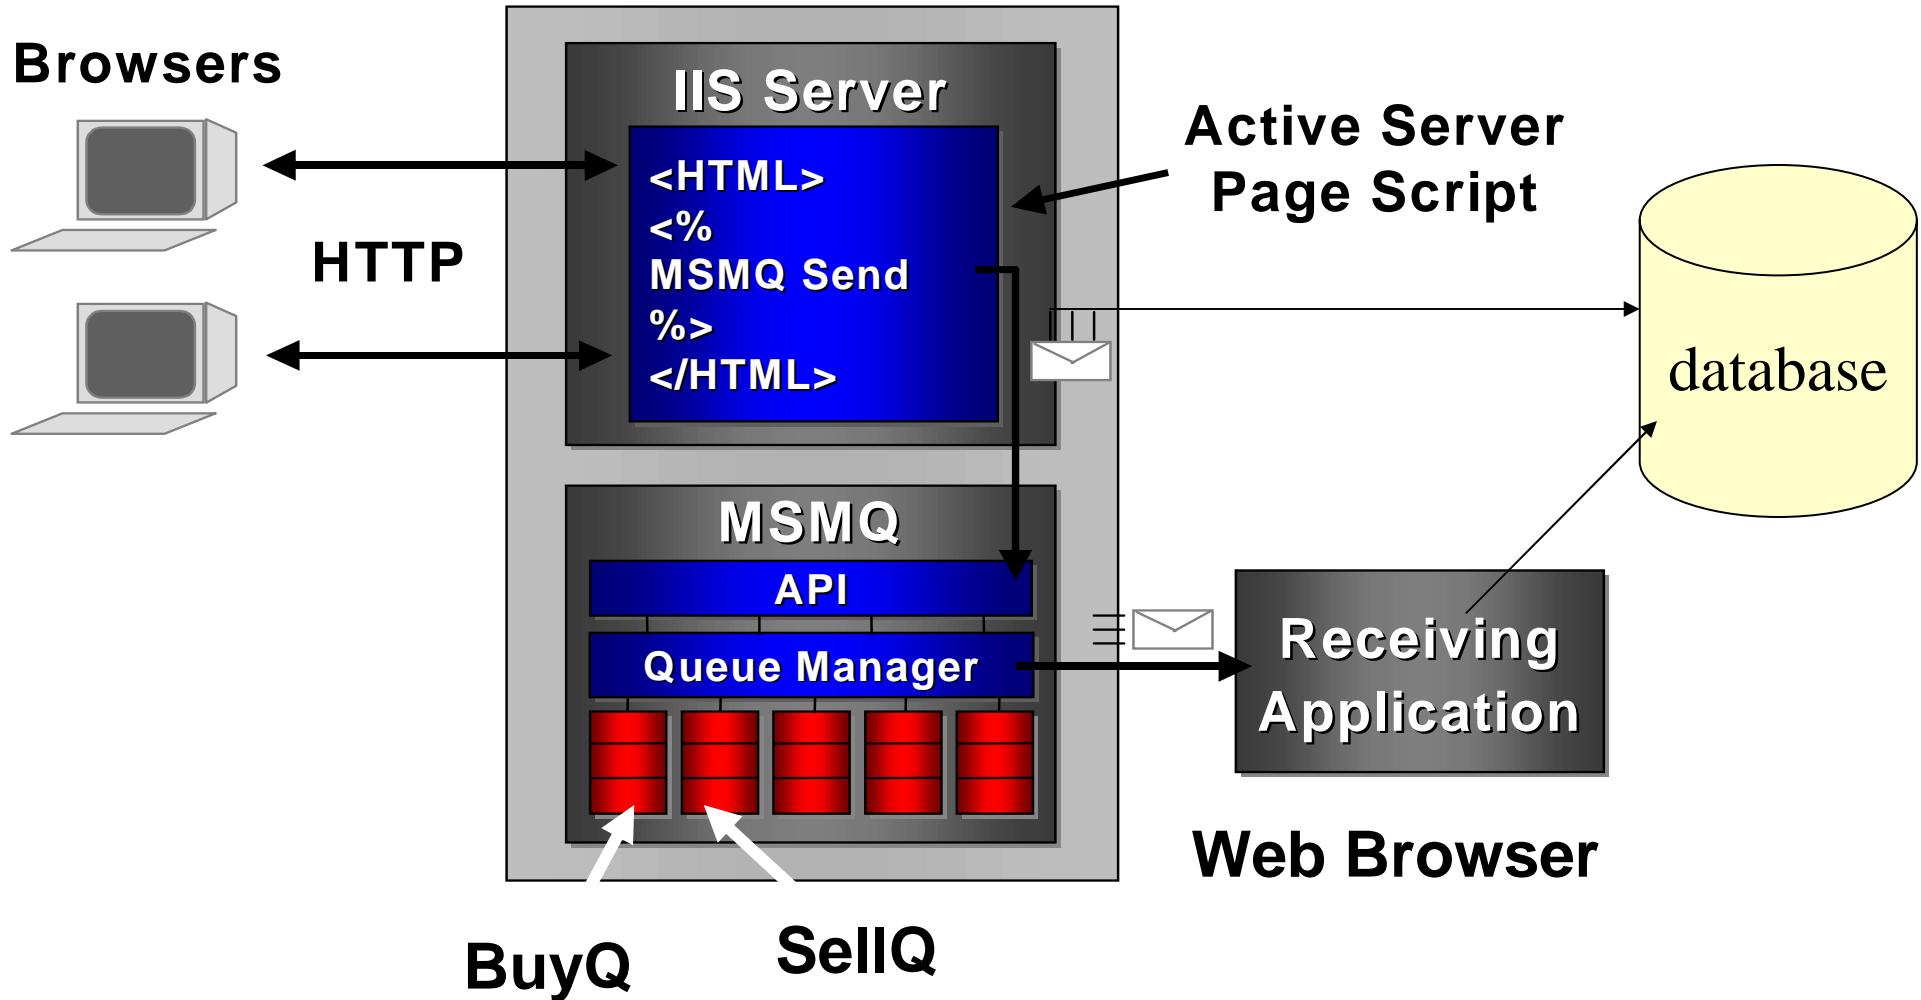 Browsers
HTTP
IIS Server
<HTML>
<%
MSMQ Send
%>
</HTML>
Active Server
Page Script
database
MSMQ
API
Queue Manager
Receiving
Application
Web Browser
BuyQ
SellQ